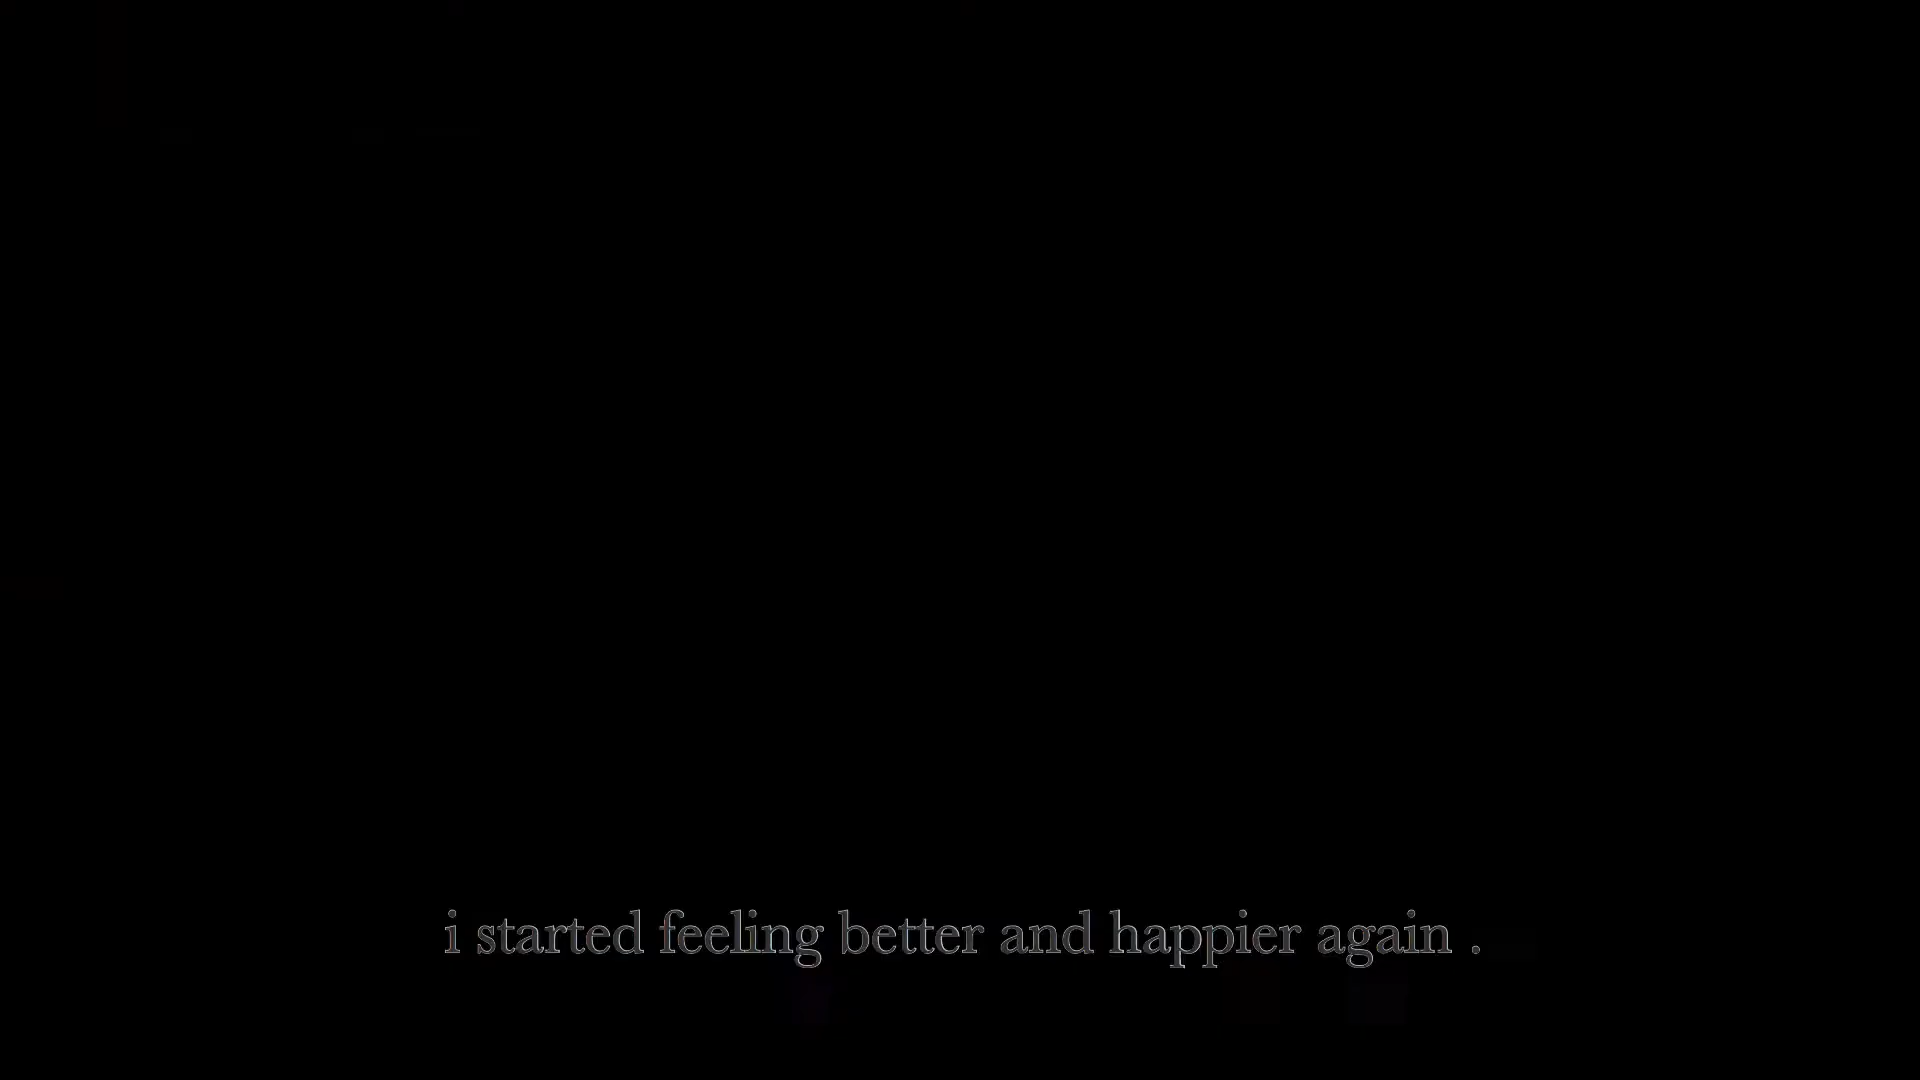 i started feeling better and happier again .